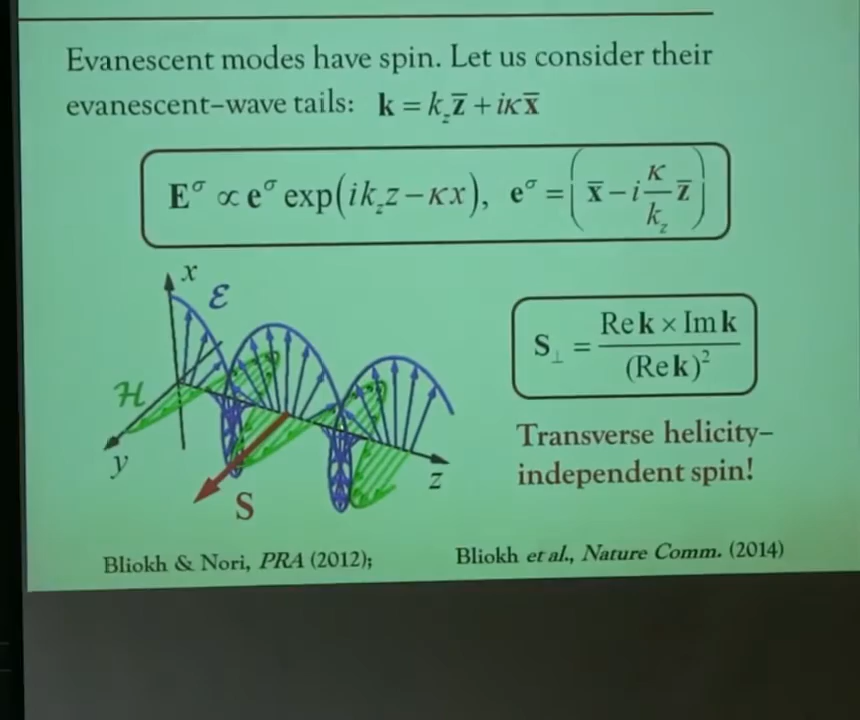 Evanescent modes have spin. Let us consider their
evanescent–wave tails: k = k_z z̄ + iκx̄
E^σ ∝ e^σ exp(ik_z z − κx), e^σ = (x̄ − i κ/k_z z̄)
x
ℰ
ℋ
y
S
z
S_⊥ = Re k × Im k / (Re k)²
Transverse helicity–
independent spin!
Bliokh & Nori, PRA (2012);
Bliokh et al., Nature Comm. (2014)